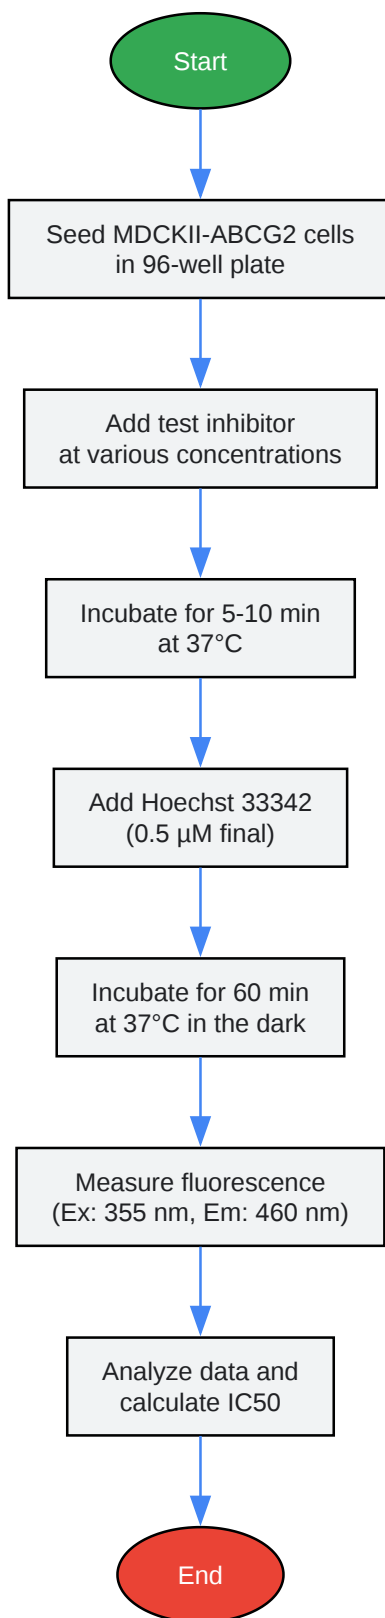 Start
Seed MDCKII-ABCG2 cells
in 96-well plate
Add test inhibitor
at various concentrations
Incubate for 5-10 min
at 37°C
Add Hoechst 33342
(0.5 µM final)
Incubate for 60 min
at 37°C in the dark
Measure fluorescence
(Ex: 355 nm, Em: 460 nm)
Analyze data and
calculate IC50
End